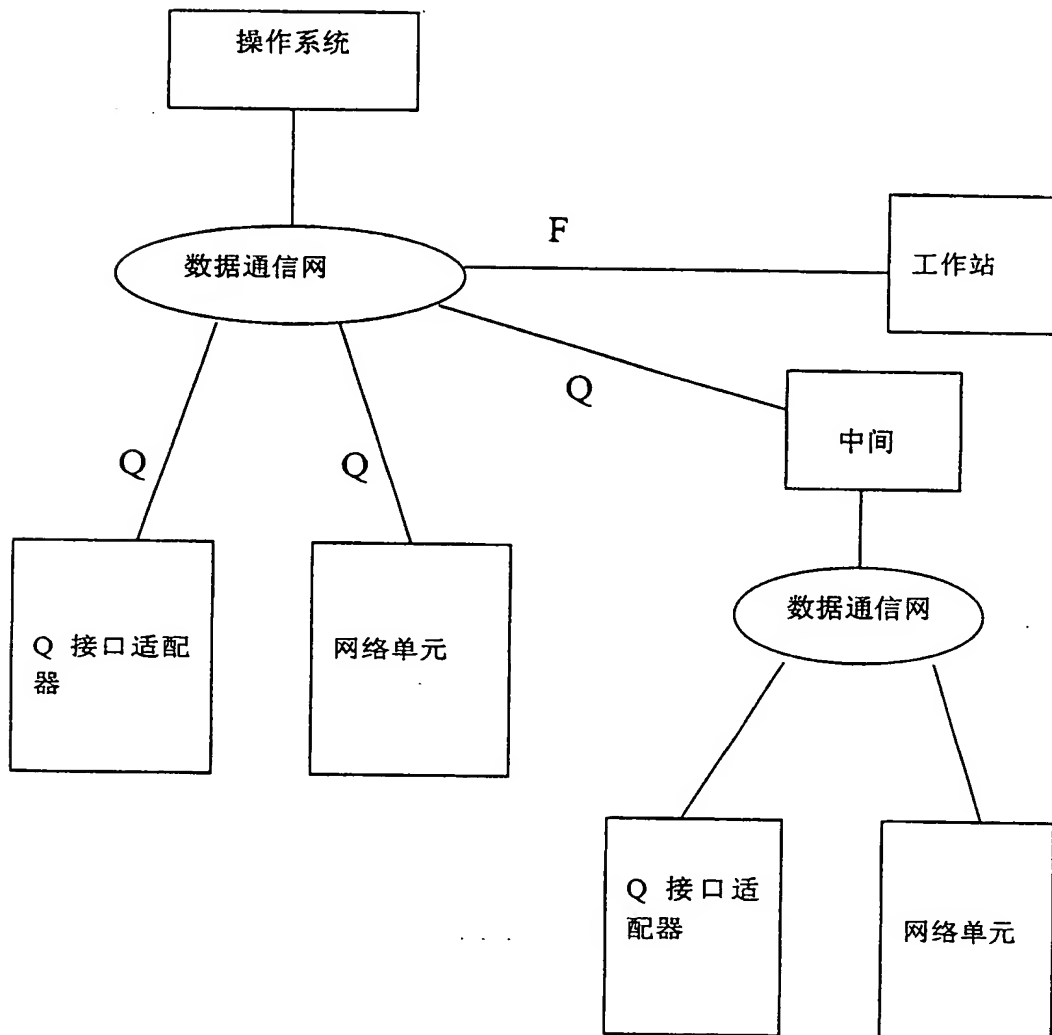 操作系统
F
数据通信网
工作站
Q
中间
Q
Q
Q 接口适配
器
网络单元
数据通信网
Q 接口适
配器
网络单元